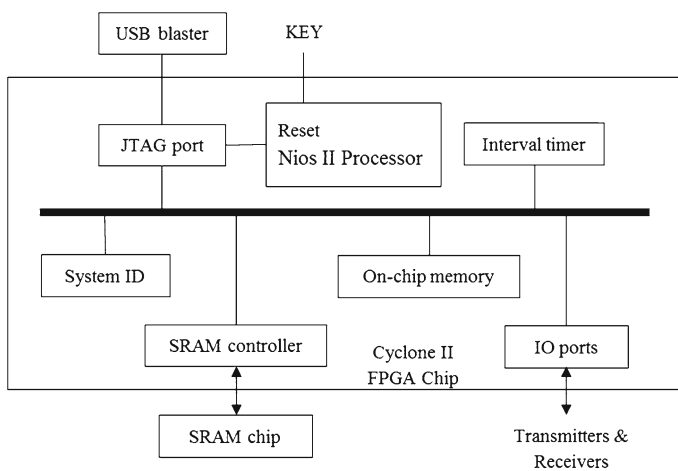 USB blaster
KEY
JTAG port
Reset
Nios II Processor
Interval timer
System ID
On-chip memory
SRAM controller
Cyclone II
FPGA Chip
IO ports
SRAM chip
Transmitters &
Receivers